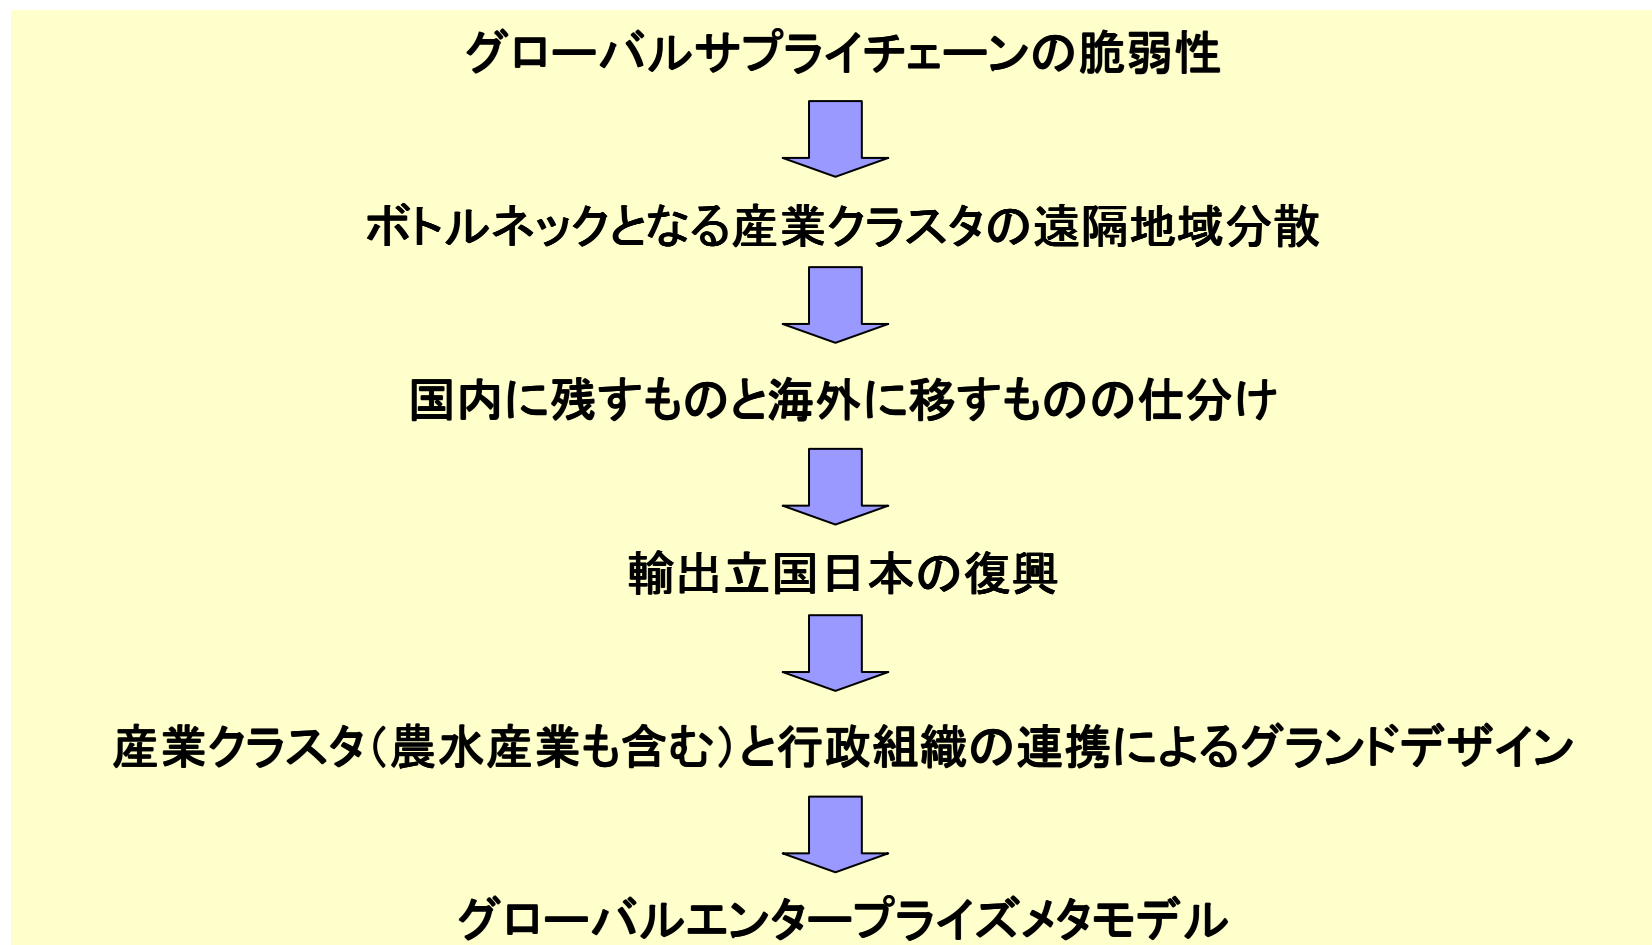 グローバルサプライチェーンの脆弱性
ボトルネックとなる産業クラスタの遠隔地域分散
国内に残すものと海外に移すものの仕分け
輸出立国日本の復興
産業クラスタ（農水産業も含む）と行政組織の連携によるグランドデザイン
グローバルエンタープライズメタモデル